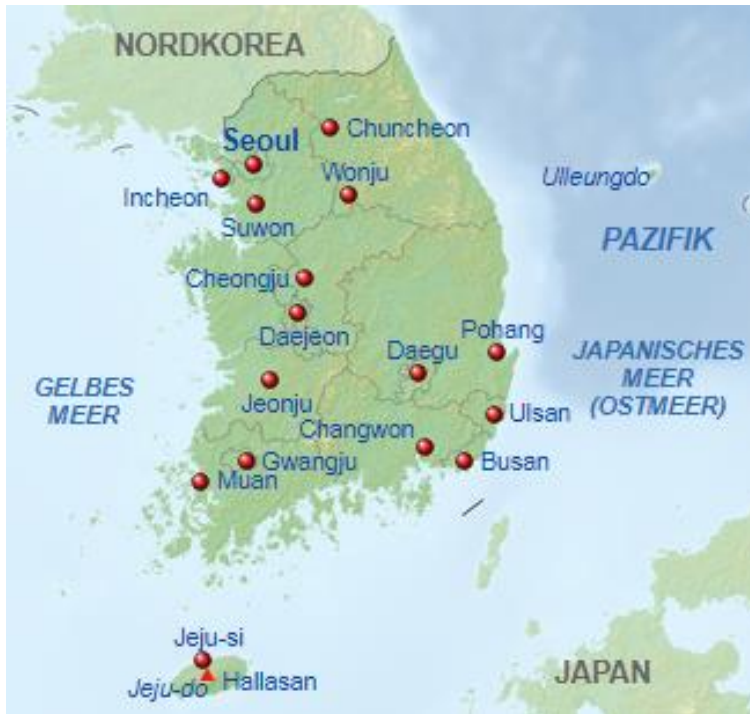 NORDKOREA
Chuncheon
Seoul
Wonju
Ulleungdo
Incheon
Suwon
PAZIFIK
Cheongju
Daejeon
Pohang
Daegu
JAPANISCHES
MEER
(OSTMEER)
GELBES
MEER
Jeonju
Ulsan
Changwon
Gwangju
Busan
Muan
Jeju-si
Jeju-do
Hallasan
JAPAN